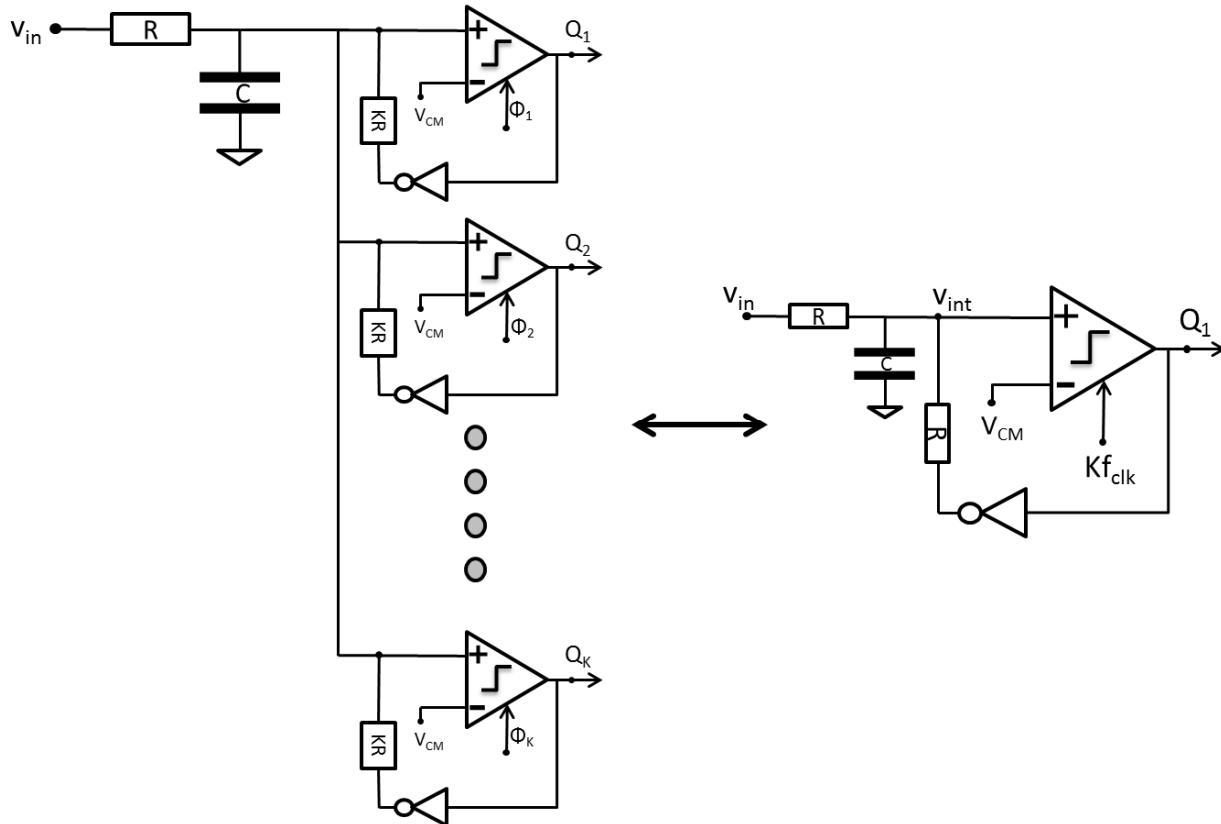 v_in
R
C
KR
+
−
V_CM
Φ_1
Q_1
KR
+
−
V_CM
Φ_2
Q_2
KR
+
−
V_CM
Φ_K
Q_K
v_in
R
C
v_int
R
+
−
V_CM
Kf_clk
Q_1